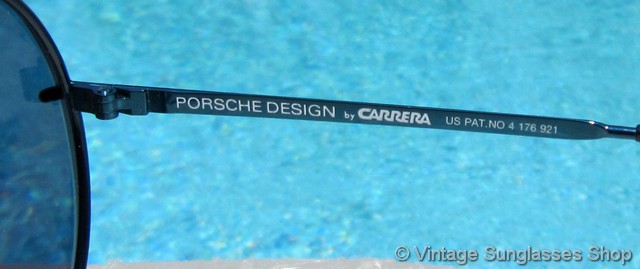 PORSCHE DESIGN by CARRERA US PAT.NO 4 176 921
© Vintage Sunglasses Shop